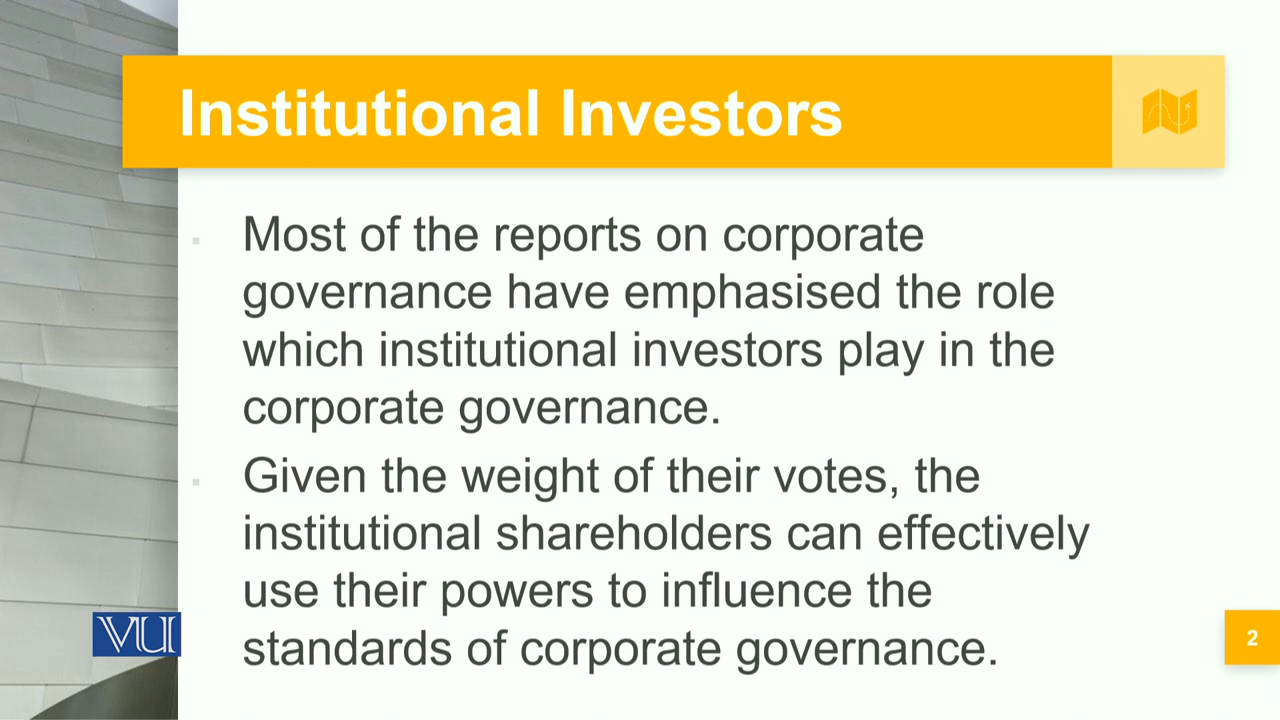 Institutional Investors
Most of the reports on corporate
governance have emphasised the role
which institutional investors play in the
corporate governance.
Given the weight of their votes, the
institutional shareholders can effectively
use their powers to influence the
standards of corporate governance.
VU
2